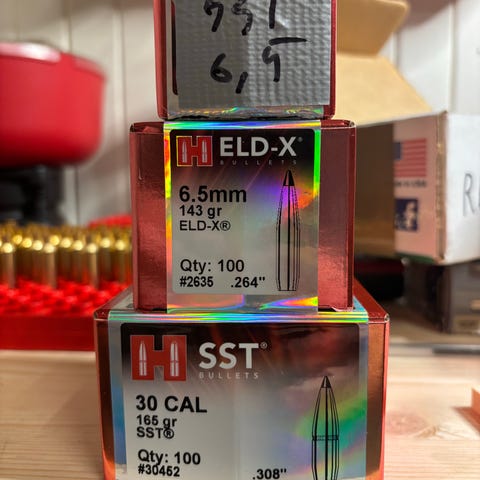 ELD-X®
BULLETS
6.5mm
143 gr
ELD-X®
Qty: 100
#2635 .264"
H
SST®
BULLETS
30 CAL
165 gr
SST®
Qty: 100
#30452 .308"